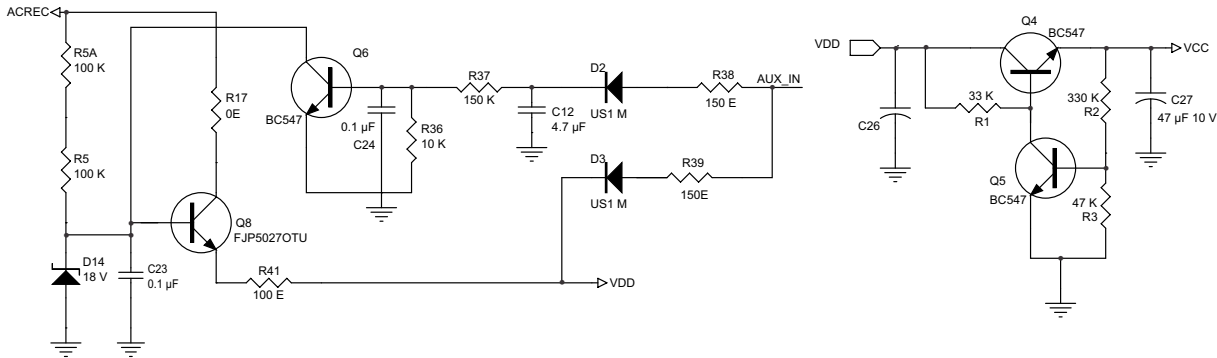 ACREC
R5A
100 K
R17
0E
R5
100 K
Q8
FJP5027OTU
D14
18 V
C23
0.1 µF
R41
100 E
Q6
BC547
0.1 µF
C24
R36
10 K
R37
150 K
C12
4.7 µF
D2
US1 M
R38
150 E
AUX_IN
D3
US1 M
R39
150E
VDD
VDD
C26
Q4
BC547
33 K
R1
Q5
BC547
330 K
R2
47 K
R3
C27
47 µF 10 V
VCC